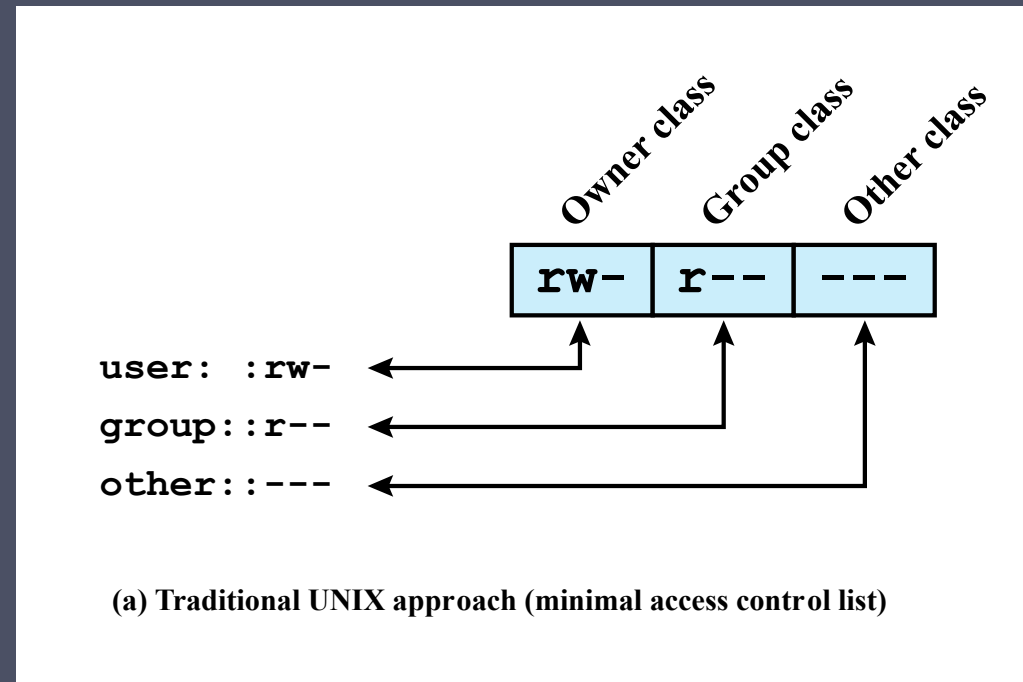 Owner class
Group class
Other class
rw- r-- ---
user: :rw-
group::r--
other::---
(a) Traditional UNIX approach (minimal access control list)